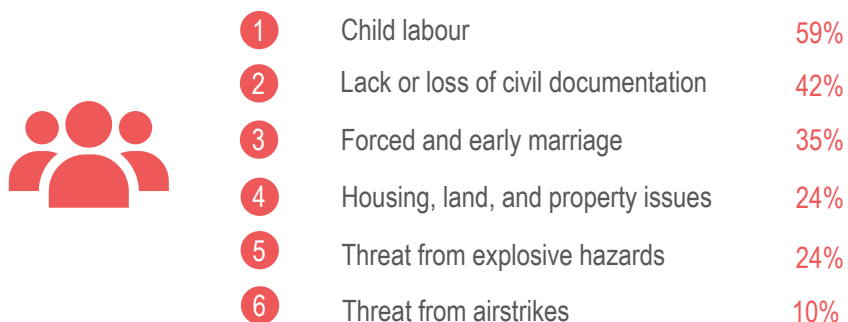 1 Child labour 59%
2 Lack or loss of civil documentation 42%
3 Forced and early marriage 35%
4 Housing, land, and property issues 24%
5 Threat from explosive hazards 24%
6 Threat from airstrikes 10%